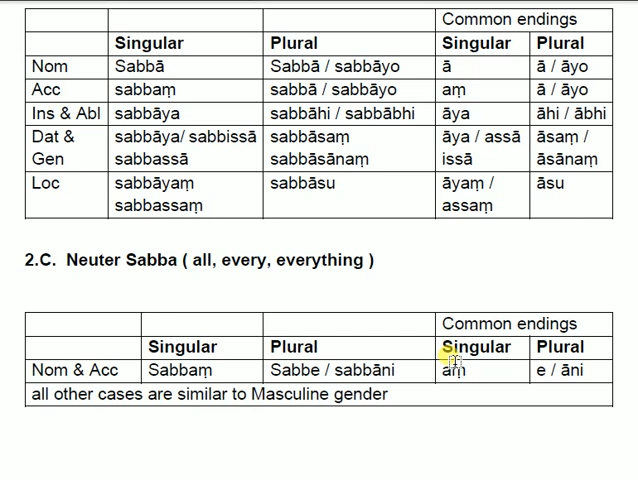 Common endings
Singular Plural Singular Plural
Nom Sabbā Sabbā / sabbāyo ā ā / āyo
Acc sabbaṃ sabbā / sabbāyo aṃ ā / āyo
Ins & Abl sabbāya sabbāhi / sabbābhi āya āhi / ābhi
Dat & sabbāya/ sabbissā sabbāsaṃ āya / assā āsaṃ /
Gen sabbassā sabbāsānaṃ issā āsānaṃ
Loc sabbāyaṃ sabbāsu āyaṃ / āsu
sabbassaṃ assaṃ
2.C. Neuter Sabba ( all, every, everything )
Common endings
Singular Plural Singular Plural
Nom & Acc Sabbaṃ Sabbe / sabbāni aṃ e / āni
all other cases are similar to Masculine gender